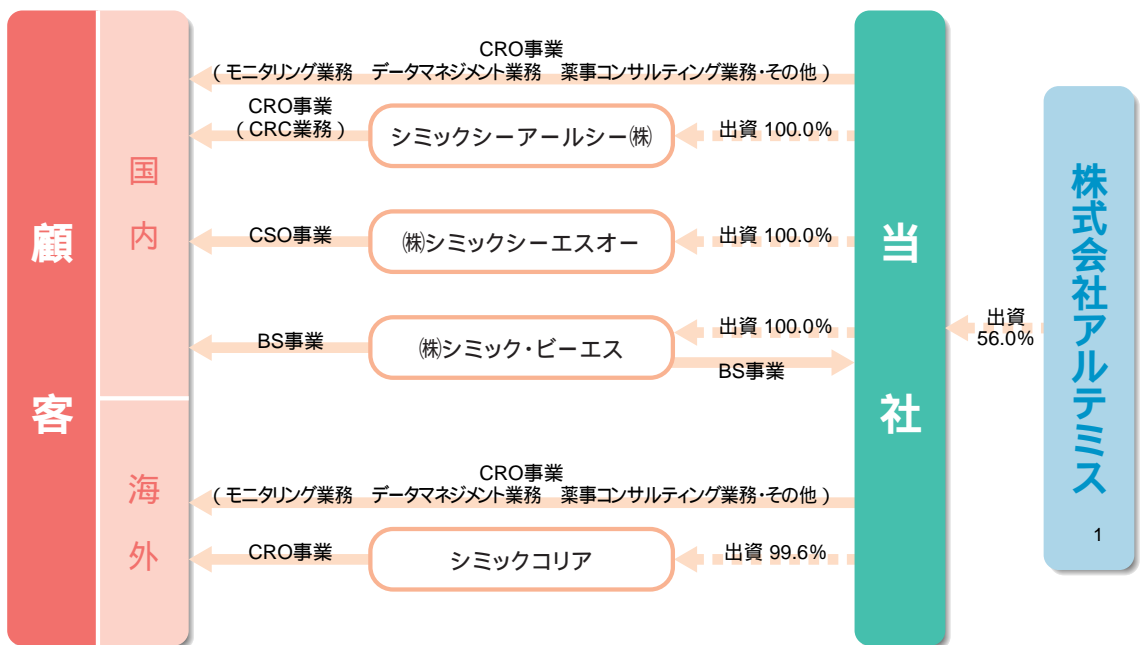 顧客
国内
海外
CRO事業
（モニタリング業務　データマネジメント業務　薬事コンサルティング業務・その他）
CRO事業
（CRC業務）
シミックシーアールシー㈱
出資 100.0%
CSO事業
㈱シミックシーエスオー
出資 100.0%
BS事業
㈱シミック・ビーエス
出資 100.0%
BS事業
CRO事業
（モニタリング業務　データマネジメント業務　薬事コンサルティング業務・その他）
CRO事業
シミックコリア
出資 99.6%
当社
出資
56.0%
株式会社アルテミス
1